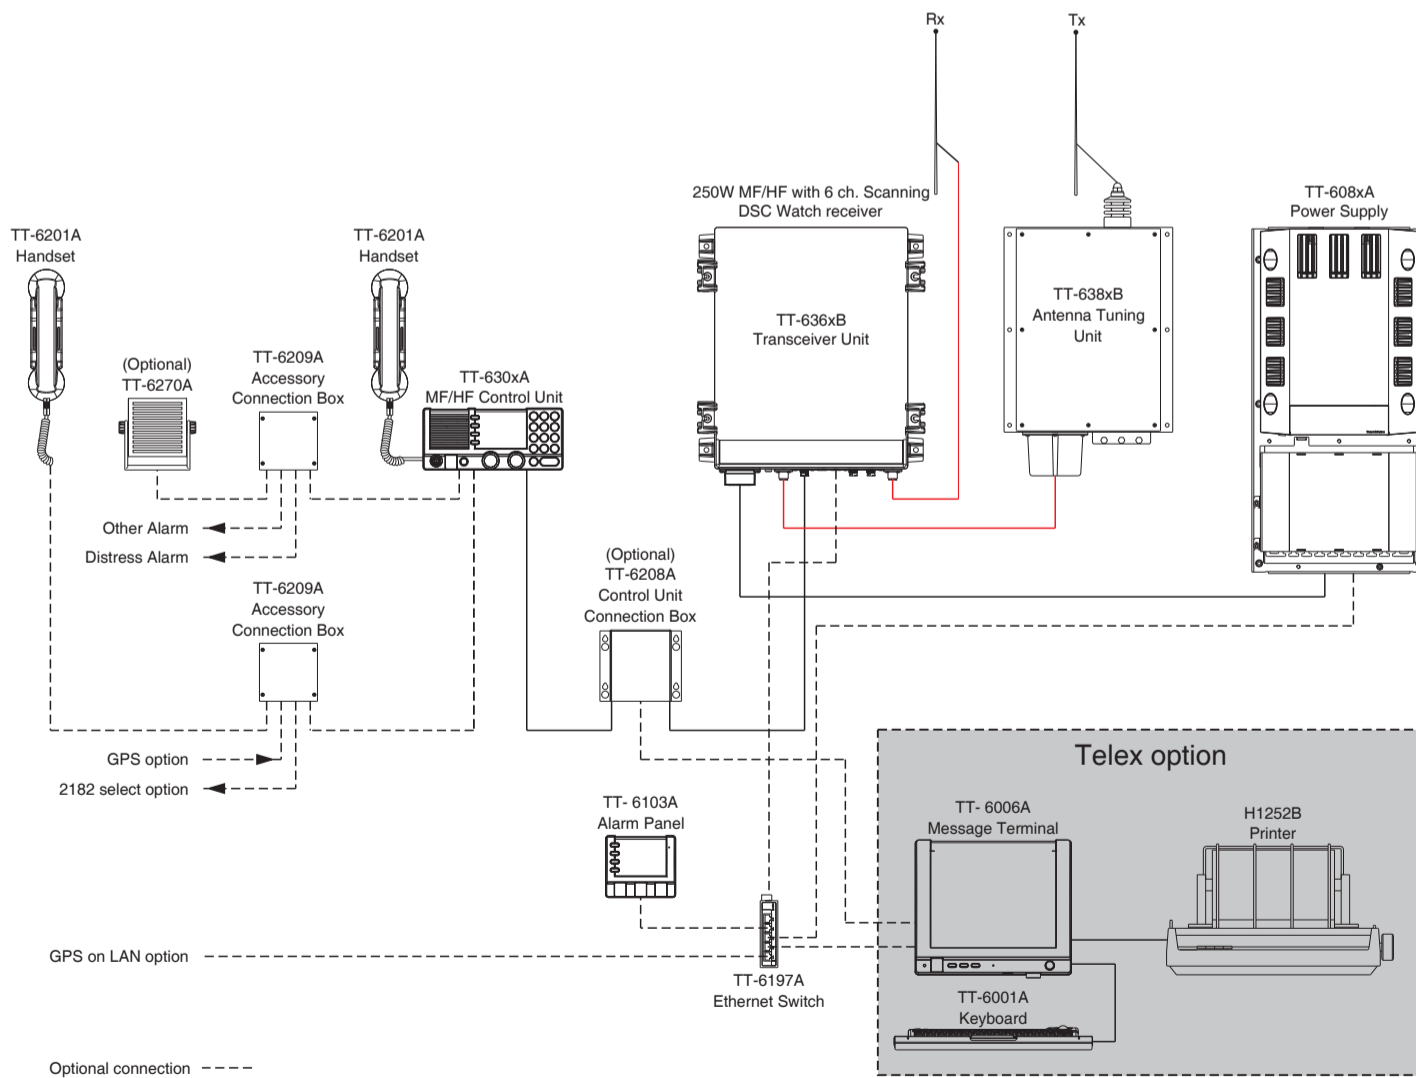 Rx
Tx
250W MF/HF with 6 ch. Scanning
DSC Watch receiver
TT-608xA
Power Supply
TT-6201A
Handset
TT-6201A
Handset
TT-636xB
Transceiver Unit
TT-638xB
Antenna Tuning
Unit
(Optional)
TT-6270A
TT-6209A
Accessory
Connection Box
TT-630xA
MF/HF Control Unit
Other Alarm
Distress Alarm
TT-6209A
Accessory
Connection Box
(Optional)
TT-6208A
Control Unit
Connection Box
GPS option
2182 select option
Telex option
TT- 6103A
Alarm Panel
TT- 6006A
Message Terminal
H1252B
Printer
GPS on LAN option
TT-6197A
Ethernet Switch
TT-6001A
Keyboard
Optional connection